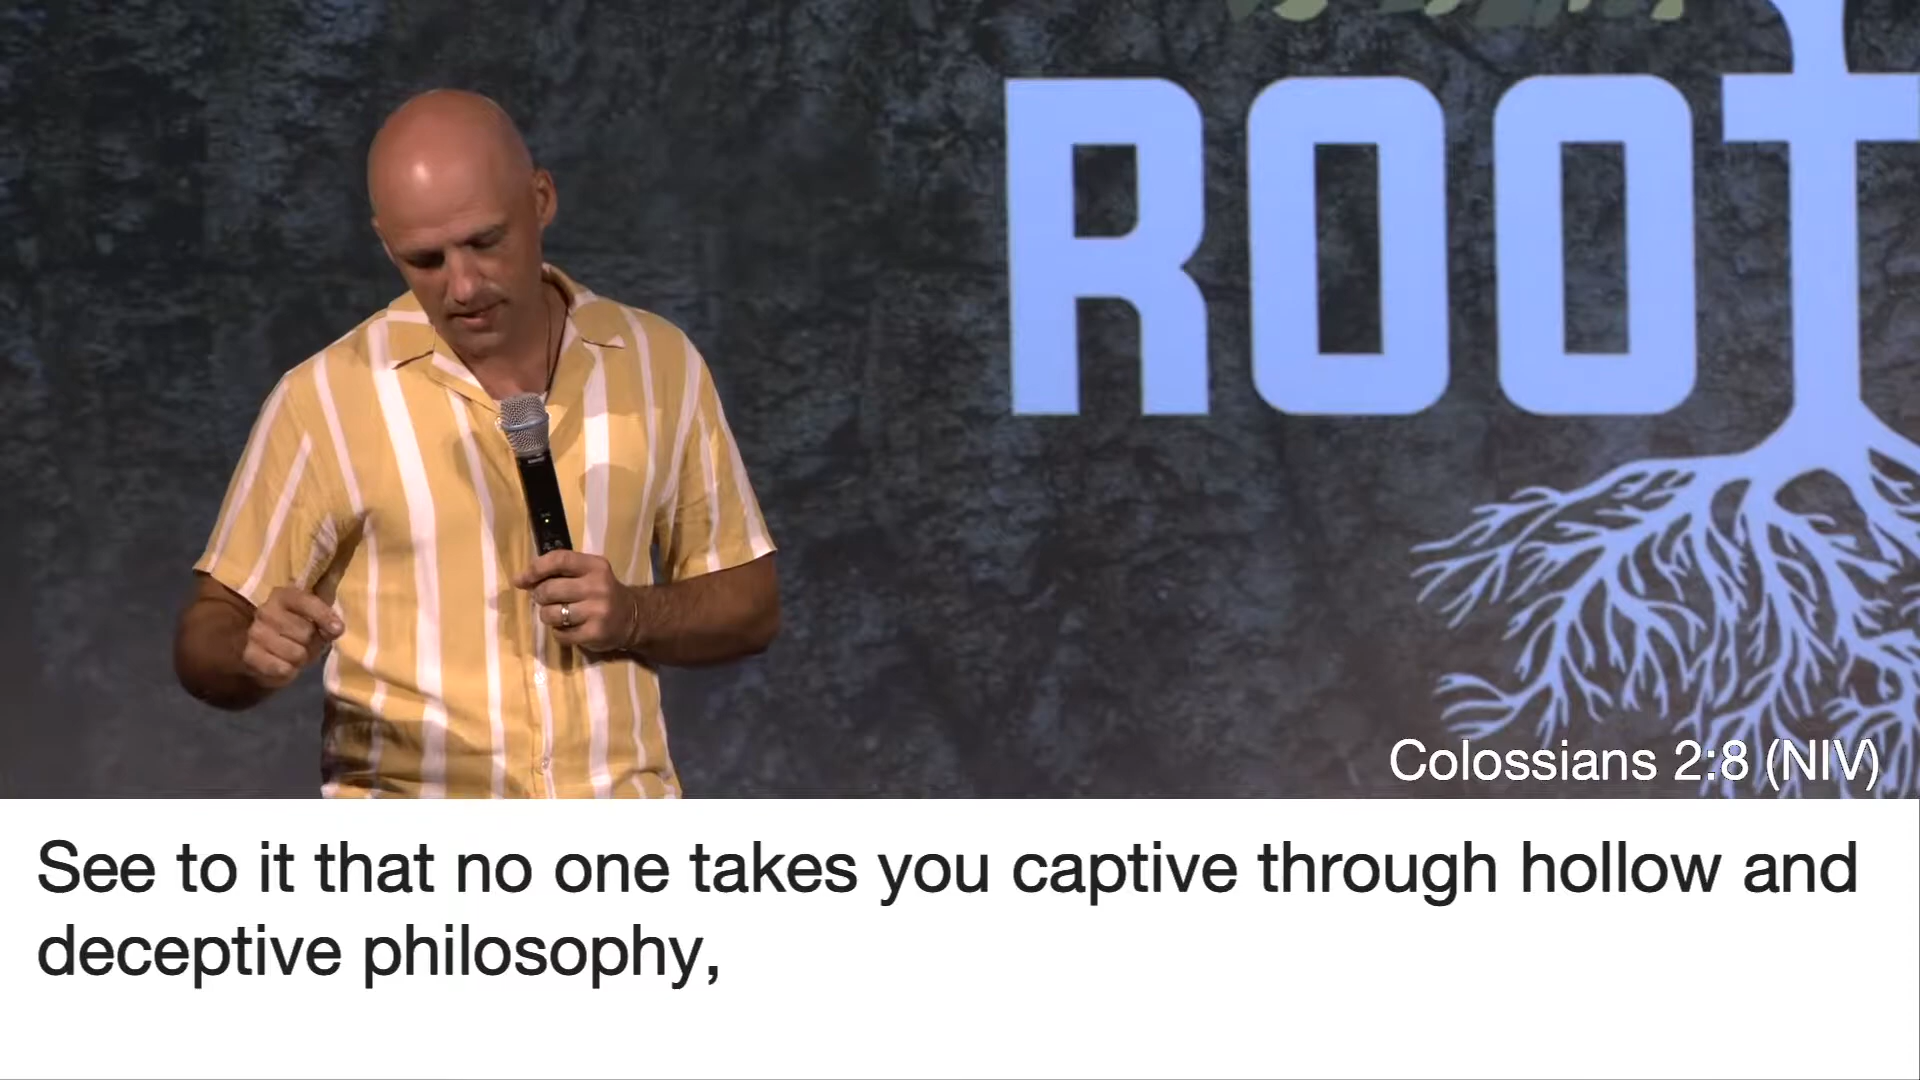 ROOT
Colossians 2:8 (NIV)
See to it that no one takes you captive through hollow and
deceptive philosophy,